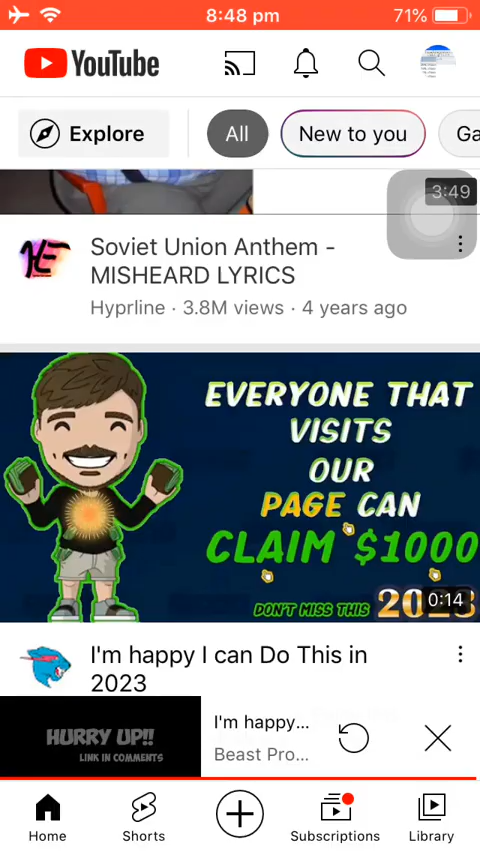 8:48 pm
71%
YouTube
Explore
All
New to you
Ga
3:49
Soviet Union Anthem -
MISHEARD LYRICS
Hyprline · 3.8M views · 4 years ago
EVERYONE THAT
VISITS
OUR
PAGE CAN
CLAIM $1000
DON'T MISS THIS 2023
0:14
I'm happy I can Do This in
2023
HURRY UP!!
LINK IN COMMENTS
I'm happy...
Beast Pro...
Home
Shorts
Subscriptions
Library